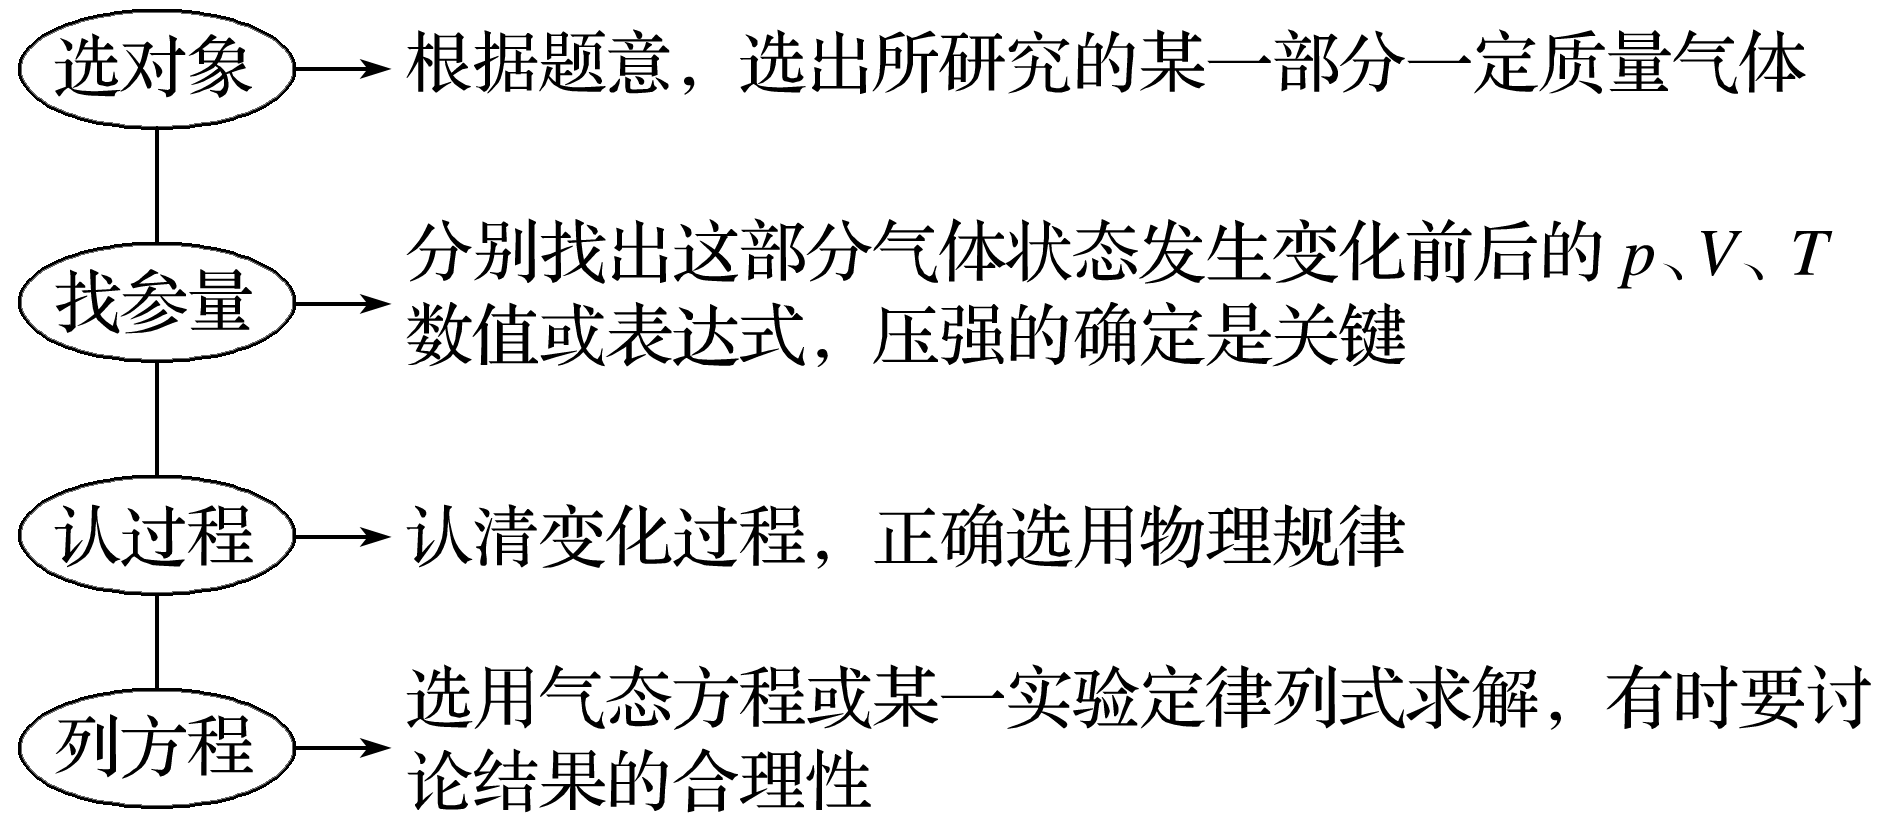 选对象
根据题意，选出所研究的某一部分一定质量气体
找参量
分别找出这部分气体状态发生变化前后的 p、V、T
数值或表达式，压强的确定是关键
认过程
认清变化过程，正确选用物理规律
列方程
选用气态方程或某一实验定律列式求解，有时要讨
论结果的合理性